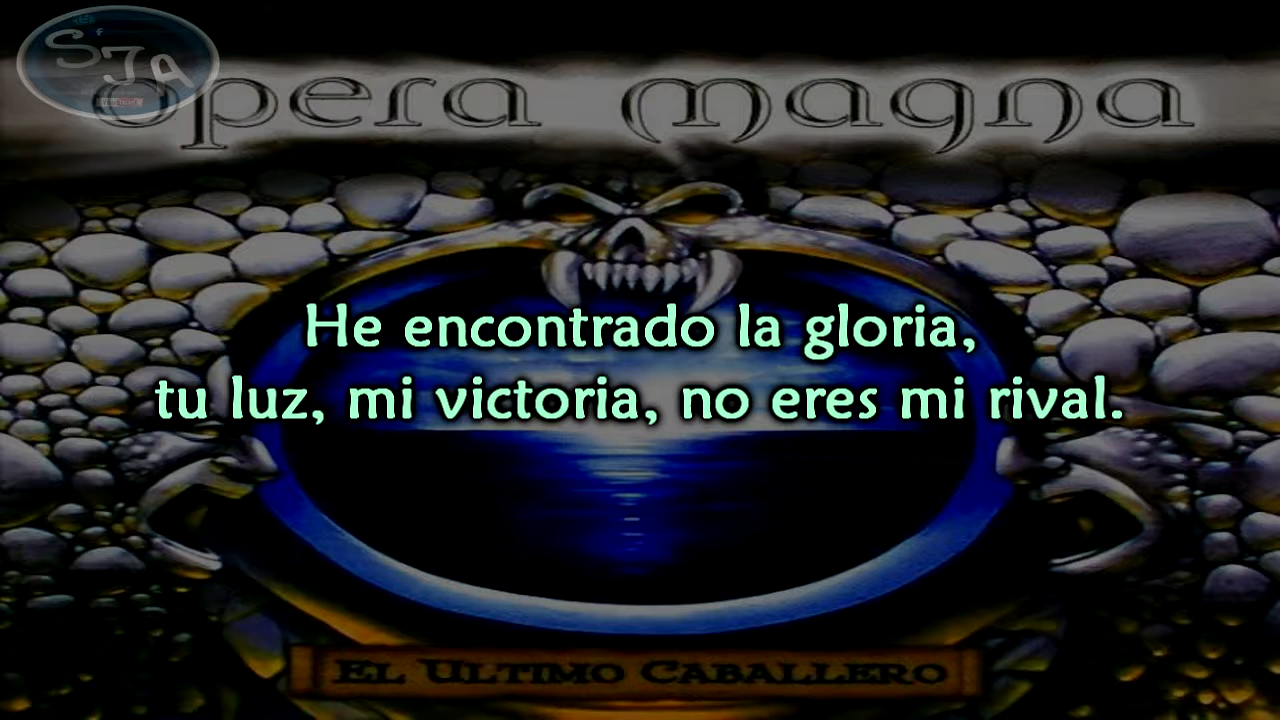 SJA
opera magna
He encontrado la gloria,
tu luz, mi victoria, no eres mi rival.
El Ultimo Caballero